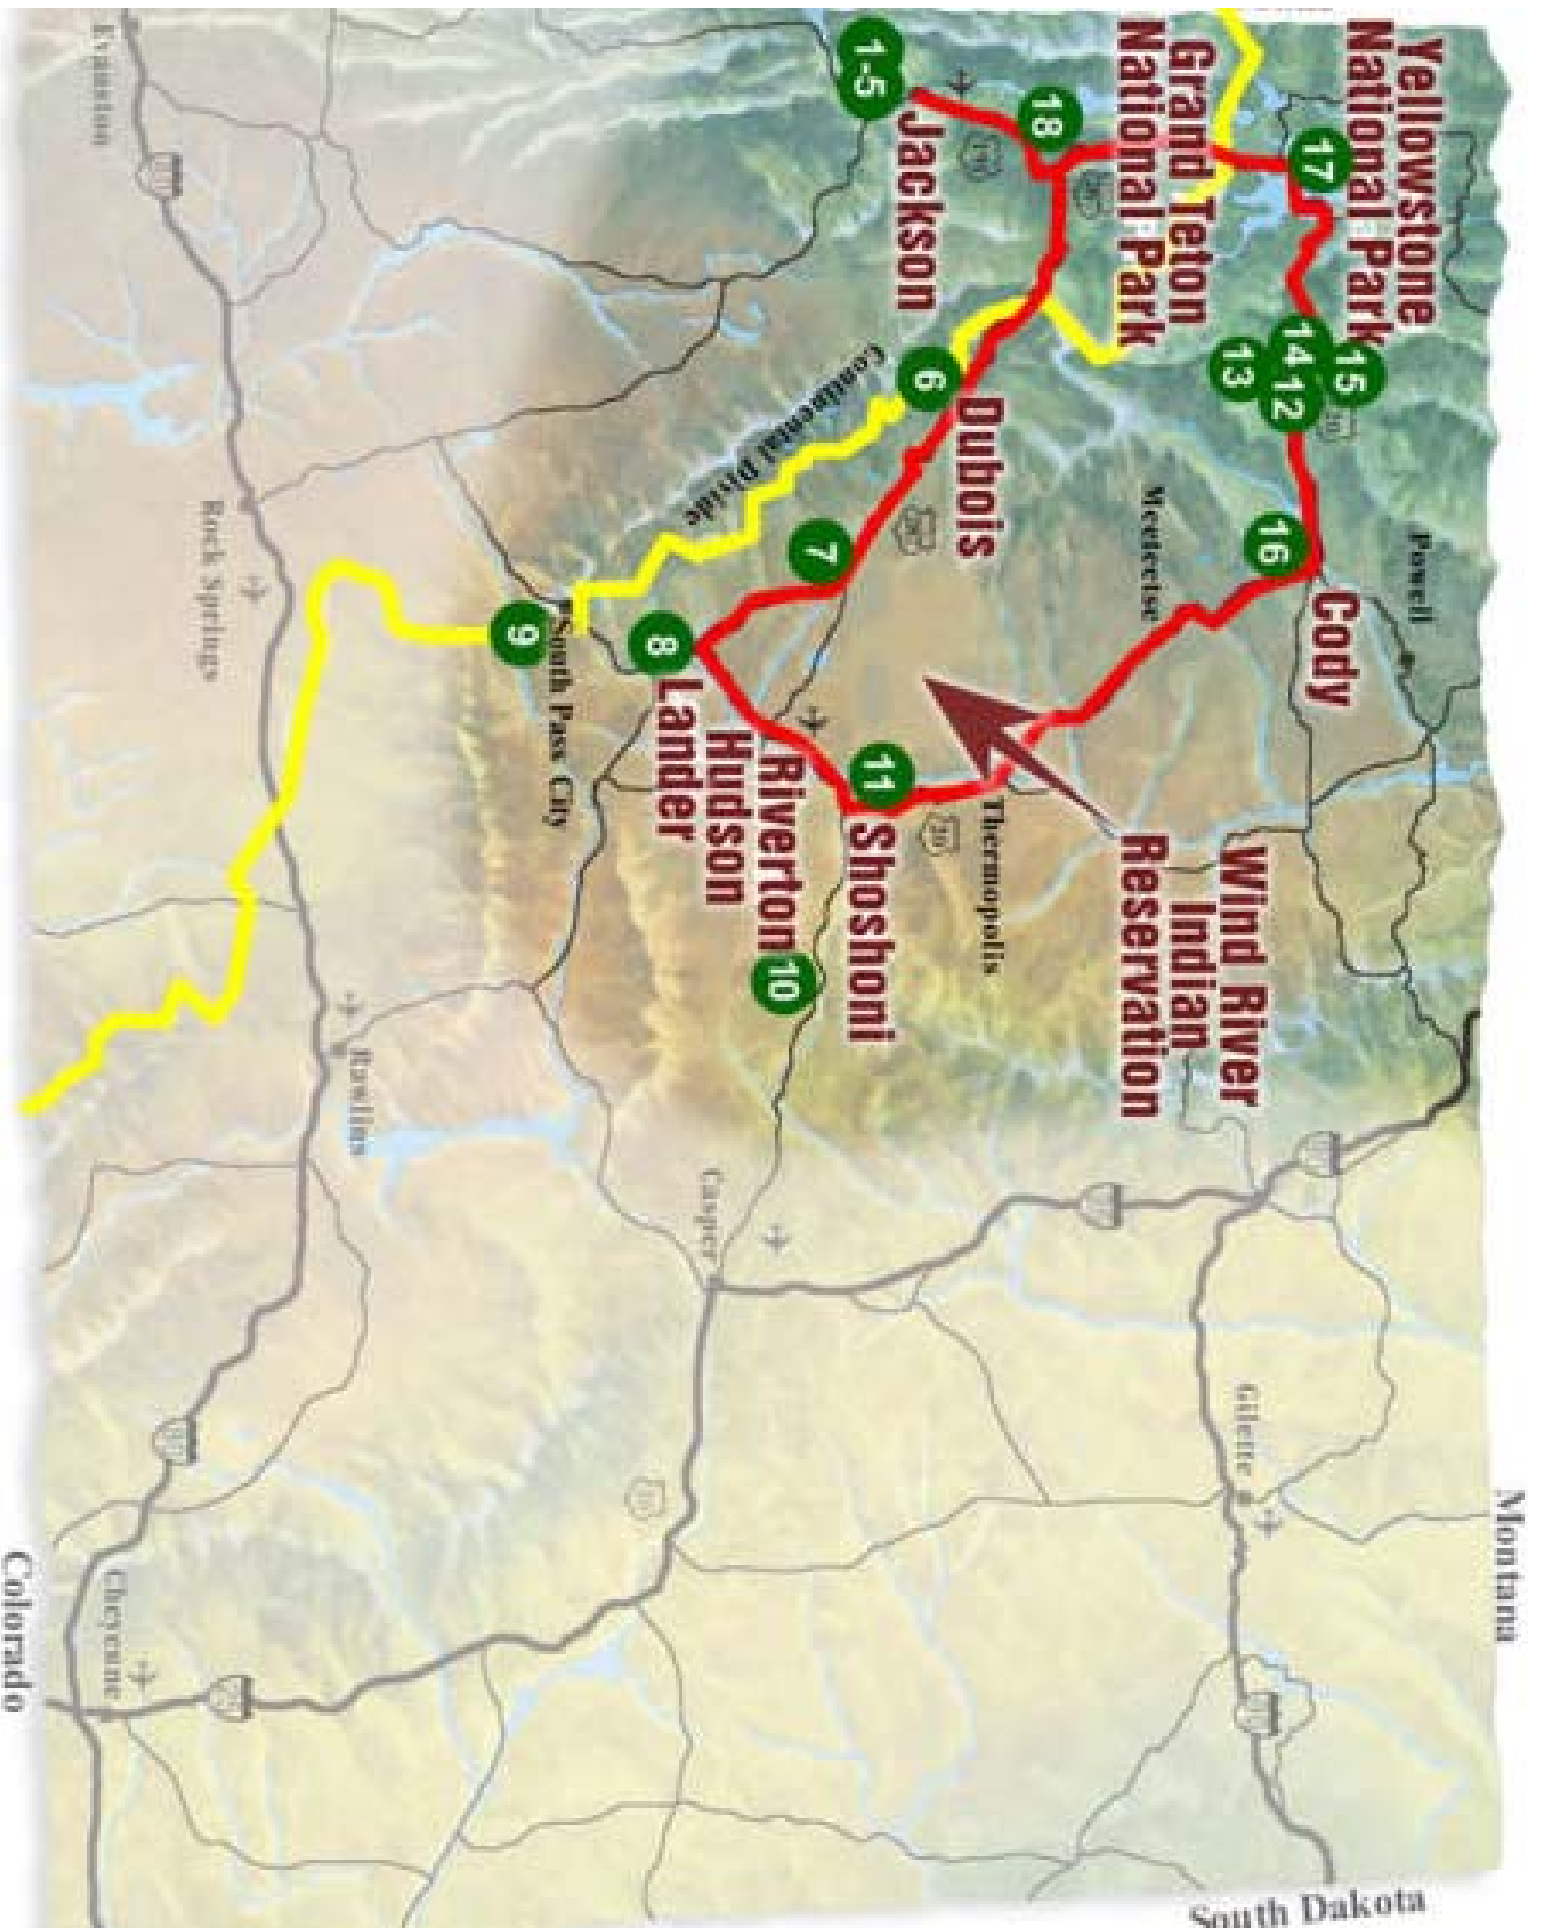 Montana
Yellowstone
National Park
17
15
14
12
13
Powell
Cody
16
Grand Teton
National Park
18
Meeteetse
Wind River
Indian
Reservation
Gilette
1-5
Jackson
6
Dubois
Thermopolis
11
Shoshoni
7
Continental Divide
Riverton
10
Hudson
8
Lander
Casper
9
South Pass City
Rawlins
Rock Springs
Evanston
Cheyenne
Colorado
South Dakota